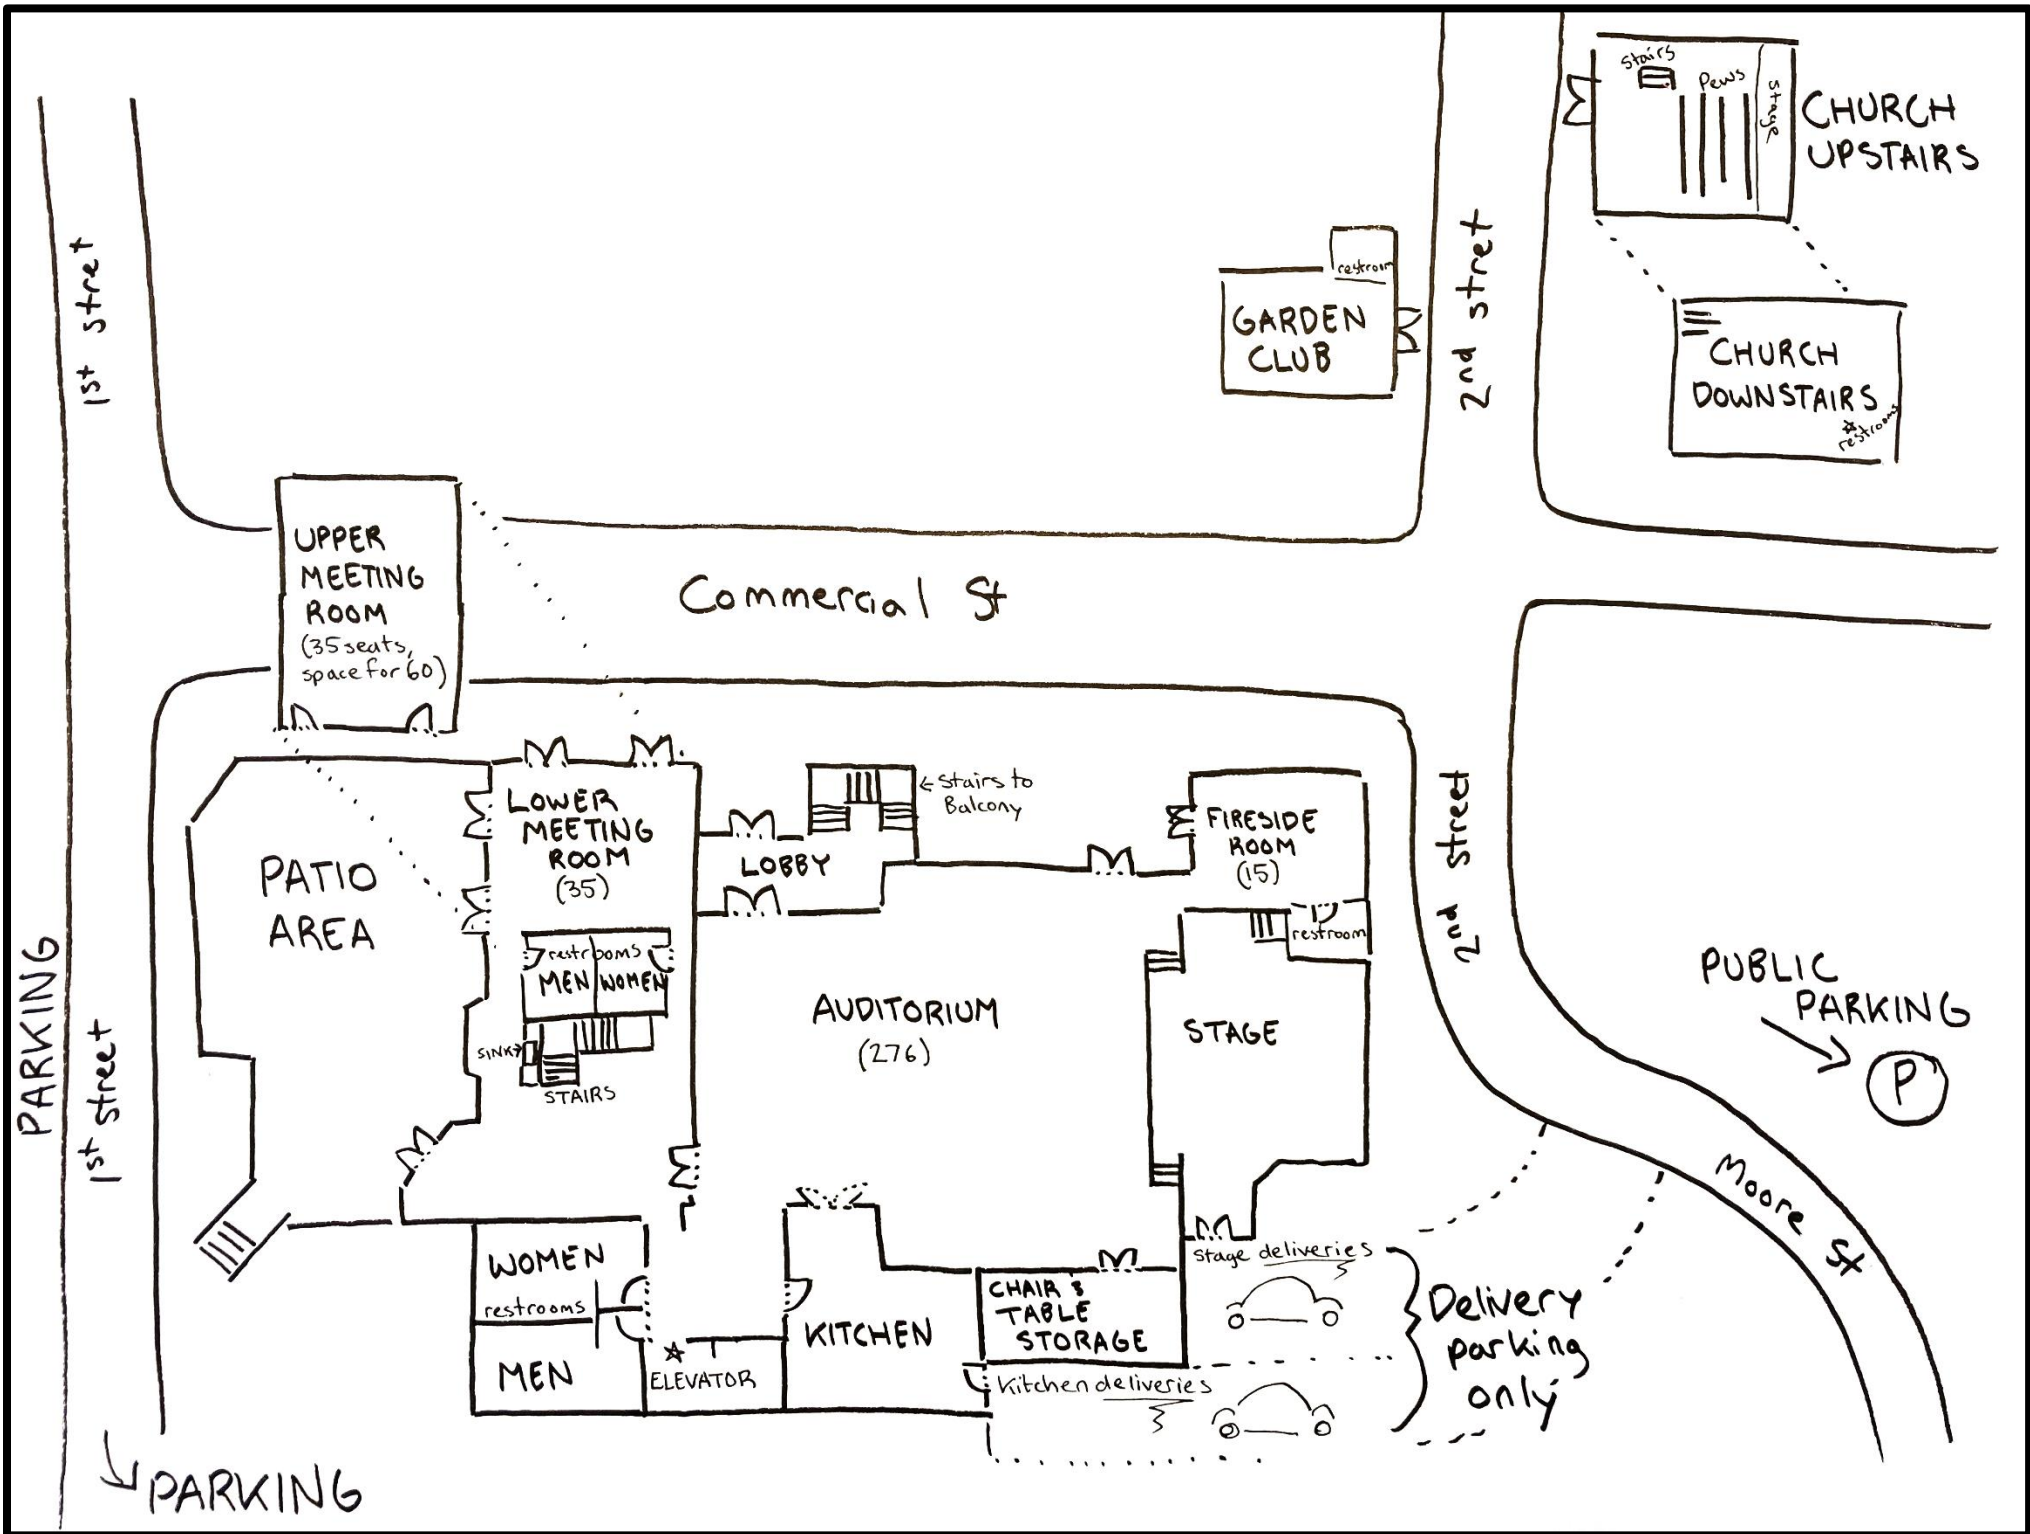 1st stret
Stairs
Pews
Stage
CHURCH
UPSTAIRS
2nd stret
restroom
GARDEN
CLUB
CHURCH
DOWNSTAIRS
restrooms
UPPER
MEETING
ROOM
(35 seats,
space for 60)
Commercial St
LOWER
MEETING
ROOM
(35)
Stairs to
Balcony
LOBBY
FIRESIDE
ROOM
(15)
restroom
2nd street
PATIO
AREA
restrooms
MEN WOMEN
SINK
STAIRS
AUDITORIUM
(276)
STAGE
PUBLIC
PARKING
P
PARKING
1st street
Moore St
WOMEN
restrooms
MEN
ELEVATOR
KITCHEN
CHAIR &
TABLE
STORAGE
Stage deliveries
Kitchen deliveries
Delivery
parking
only
PARKING